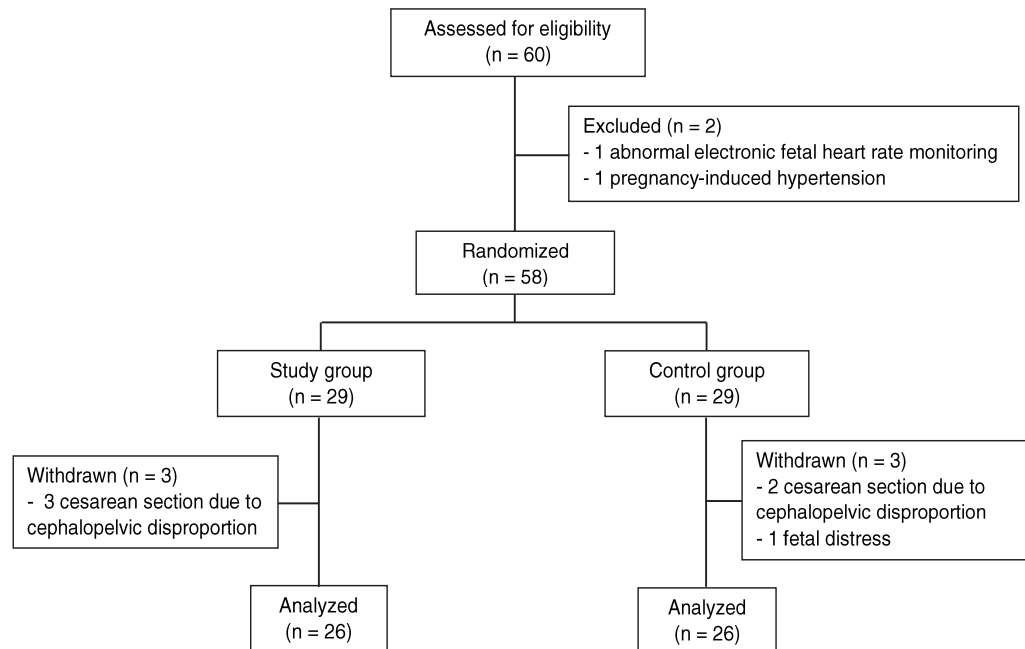 Assessed for eligibility
(n = 60)
Excluded (n = 2)
- 1 abnormal electronic fetal heart rate monitoring
- 1 pregnancy-induced hypertension
Randomized
(n = 58)
Study group
(n = 29)
Control group
(n = 29)
Withdrawn (n = 3)
- 3 cesarean section due to
cephalopelvic disproportion
Withdrawn (n = 3)
- 2 cesarean section due to
cephalopelvic disproportion
- 1 fetal distress
Analyzed
(n = 26)
Analyzed
(n = 26)